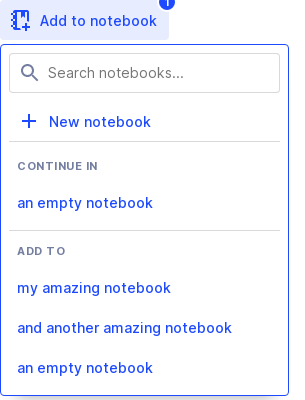 1
Add to notebook
Search notebooks...
New notebook
CONTINUE IN
an empty notebook
ADD TO
my amazing notebook
and another amazing notebook
an empty notebook